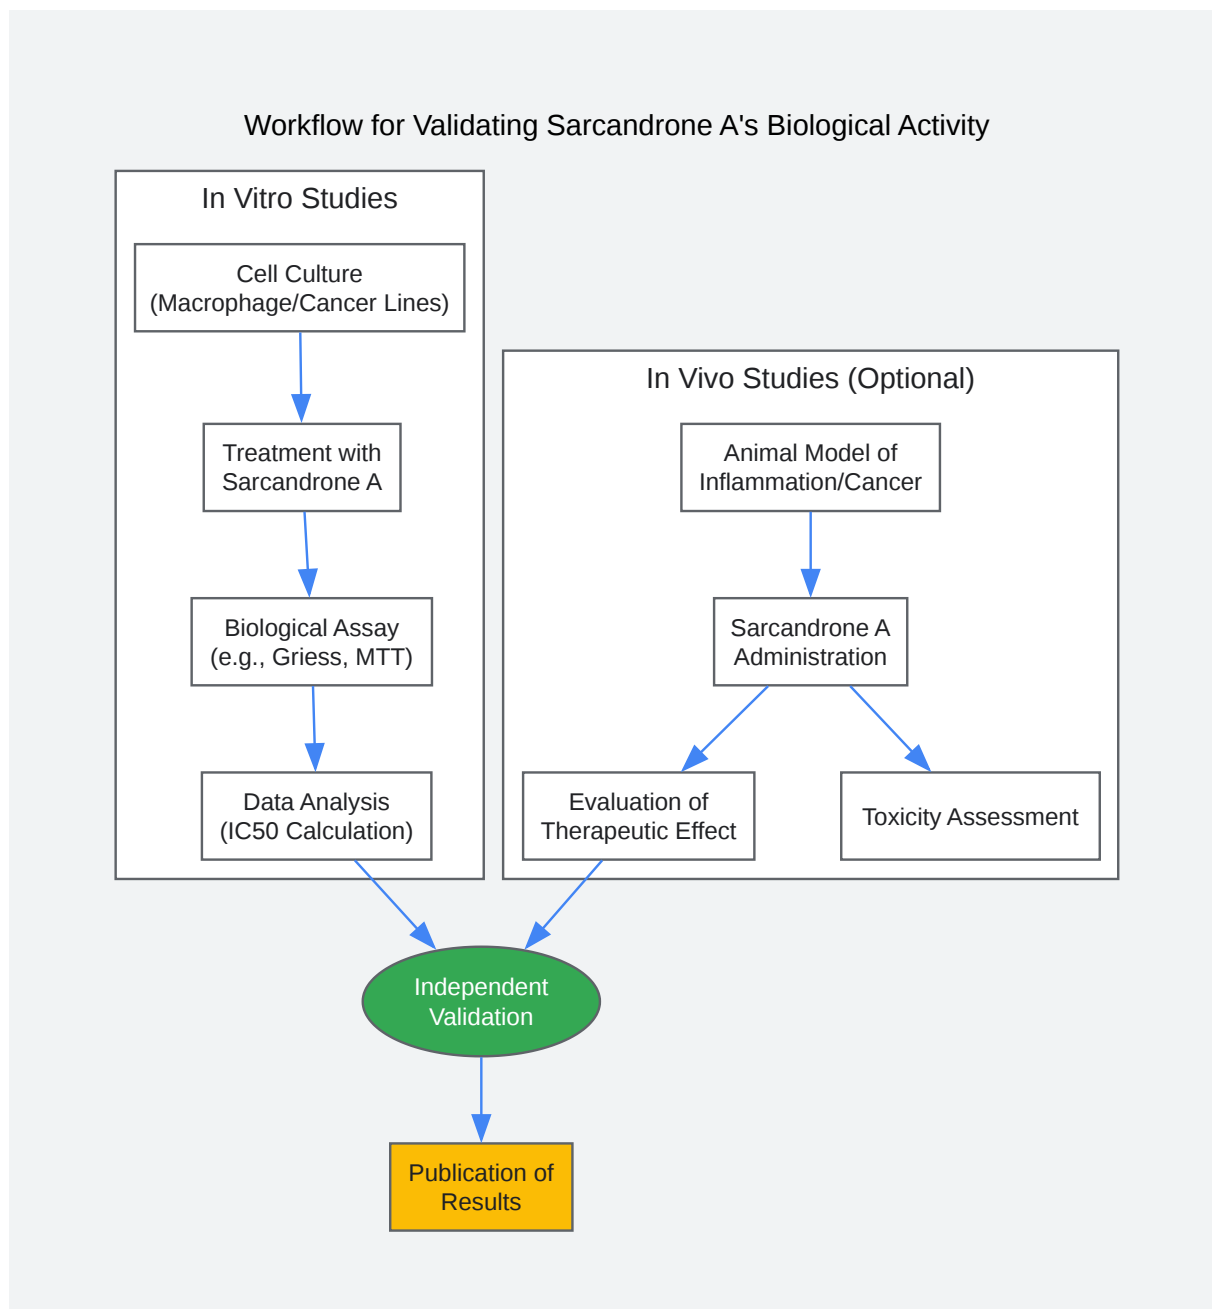 Workflow for Validating Sarcandrone A's Biological Activity
In Vitro Studies
Cell Culture
(Macrophage/Cancer Lines)
Treatment with
Sarcandrone A
Biological Assay
(e.g., Griess, MTT)
Data Analysis
(IC50 Calculation)
In Vivo Studies (Optional)
Animal Model of
Inflammation/Cancer
Sarcandrone A
Administration
Evaluation of
Therapeutic Effect
Toxicity Assessment
Independent
Validation
Publication of
Results